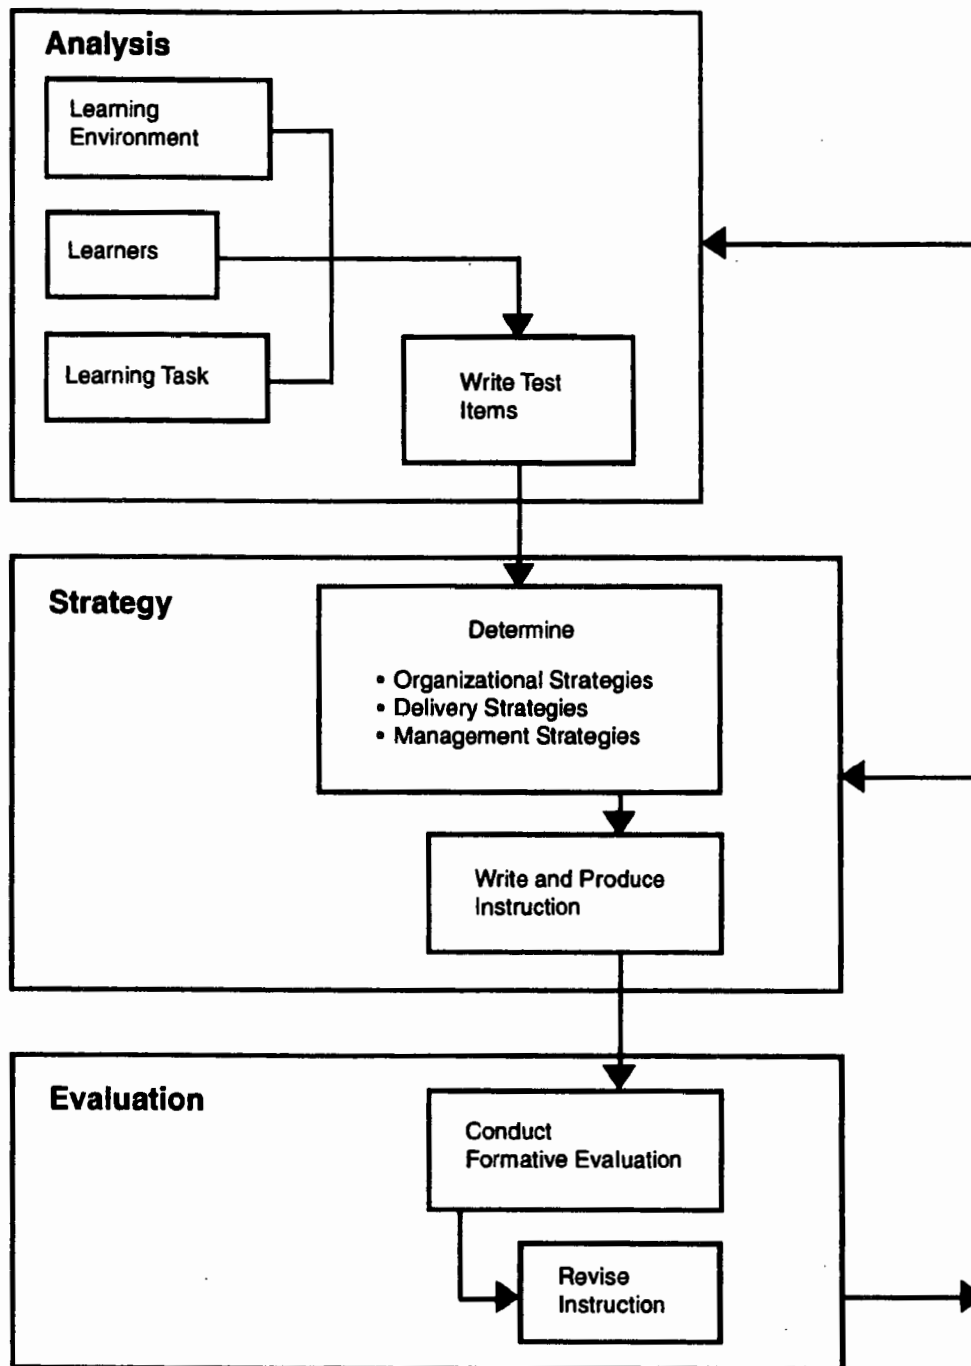 Analysis
Learning
Environment
Learners
Learning Task
Write Test
Items
Strategy
Determine
• Organizational Strategies
• Delivery Strategies
• Management Strategies
Write and Produce
Instruction
Evaluation
Conduct
Formative Evaluation
Revise
Instruction